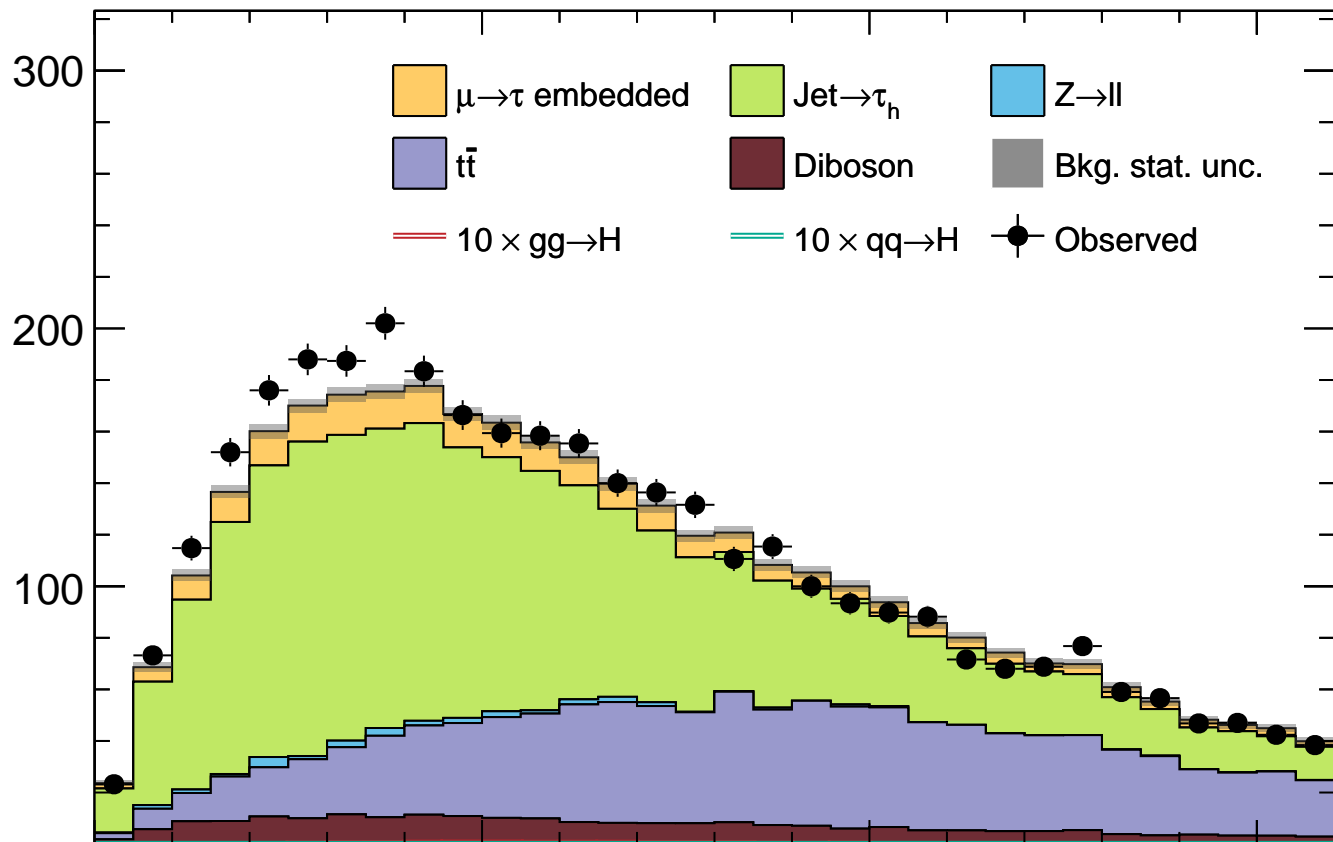 300
μ→τ embedded Jet→τh Z→ll
tt̄ Diboson Bkg. stat. unc.
10 × gg→H 10 × qq→H Observed
200
100